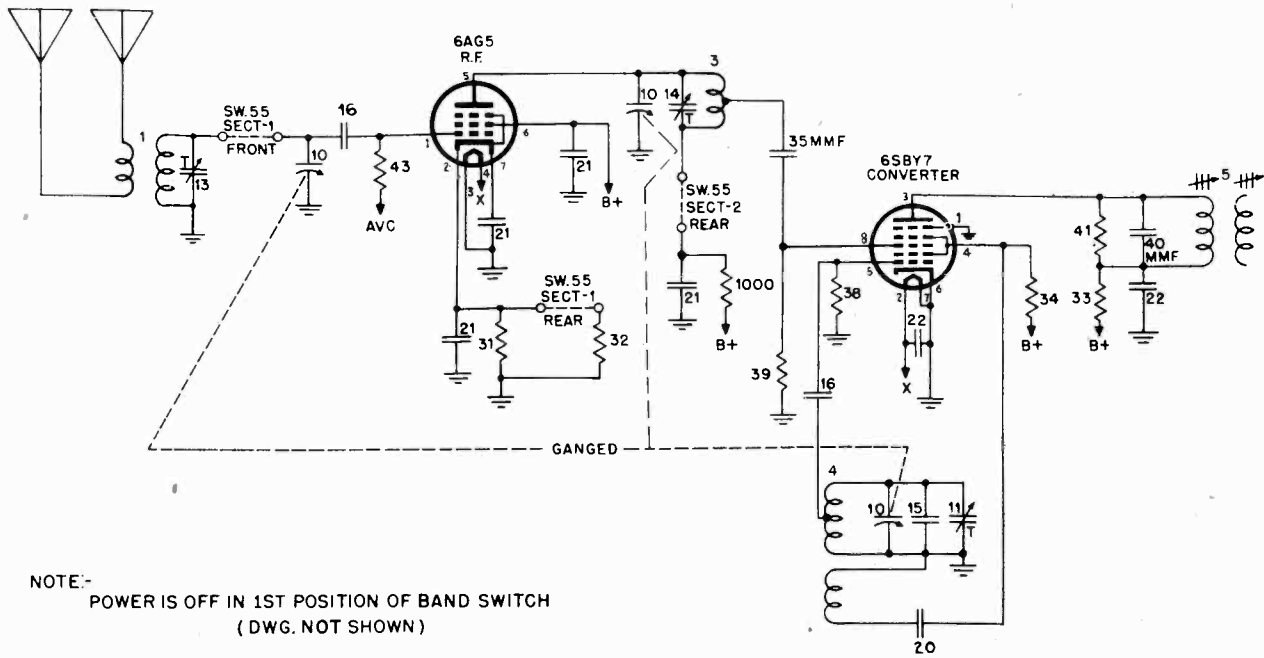 6AG5
R.F.
5
1
6
2
3
4
7
X
1
T
13
SW.55
SECT-1
FRONT
10
16
43
AVC
21
B+
21
21
31
SW.55
SECT-1
REAR
32
10
14
T
3
SW.55
SECT-2
REAR
21
1000
B+
35MMF
39
6SBY7
CONVERTER
3
1
8
4
5
2
7
6
38
22
X
16
34
B+
41
40
MMF
33
22
B+
5
GANGED
4
10
15
11
T
20
NOTE:-
POWER IS OFF IN 1ST POSITION OF BAND SWITCH
(DWG. NOT SHOWN)